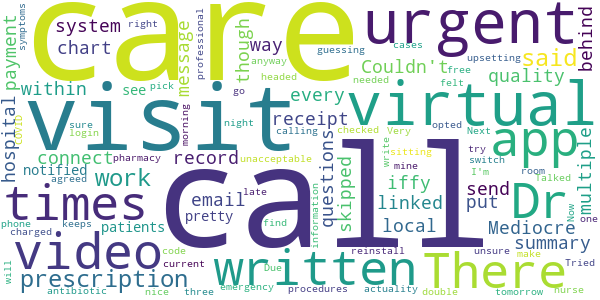 care
urgent
symptoms
system
right
professional
message
way
said
behind
payment
chart
though
guessing
cases
upsetting
Couldn't
free
anyway
headed
needed
felt
within
see
pick
go
quality
visit
virtual
every
hospital
covid
sure
night
calling
checked
Very
Next
try
login
morning
receipt
opted
connect
record
sitting
switch
I'm
app
multiple
pharmacy
unacceptable
mine
write
room
talked
notified
work
agreed
call
questions
skipped
iffy
send
one
times
email
late
linked
put
Dr
Now
patients
pretty
find
information
local
Mediocre
phone
keeps
video
charged
code
written
reinstall
summary
unsure
There
will
prescription
current
Due
actuality
make
antibiotic
nice
three
emergency
procedures
double
tomorrow
nurse
Tried